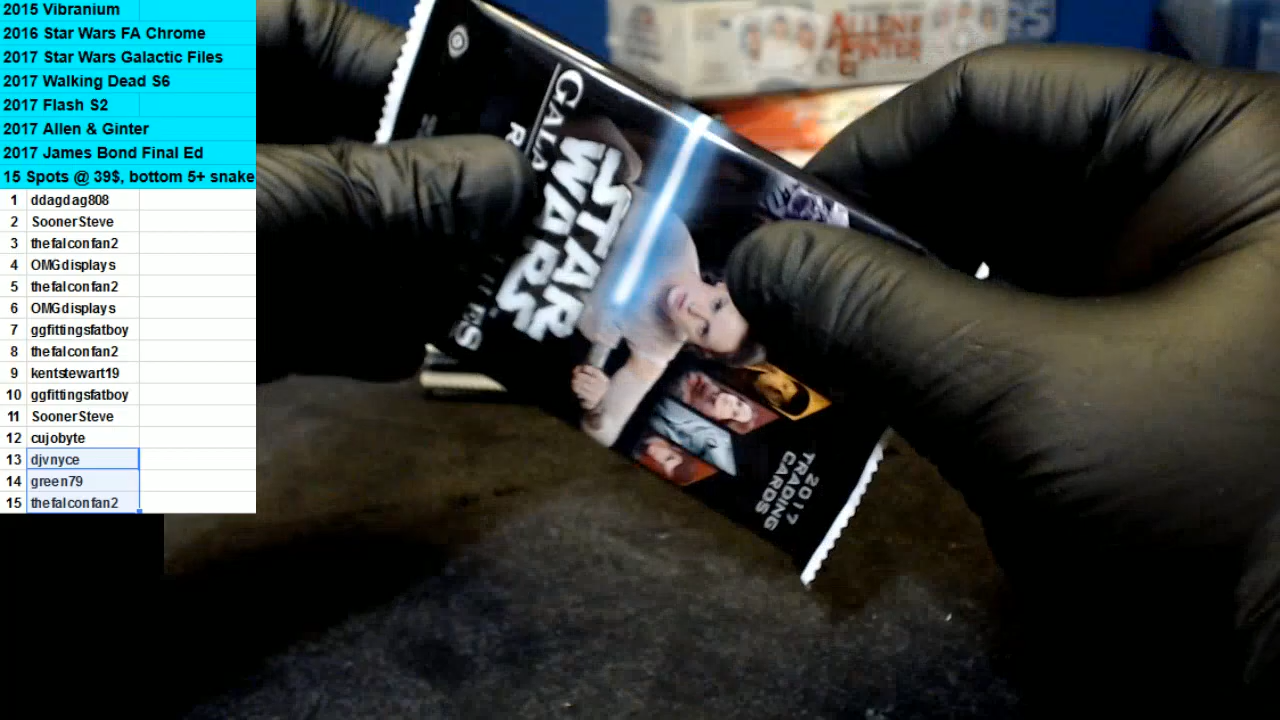 2015 Vibranium
2016 Star Wars FA Chrome
2017 Star Wars Galactic Files
2017 Walking Dead S6
2017 Flash S2
2017 Allen & Ginter
2017 James Bond Final Ed
15 Spots @ 39$, bottom 5+ snake
1 ddagdag808
2 SoonerSteve
3 thefalconfan2
4 OMGdisplays
5 thefalconfan2
6 OMGdisplays
7 ggfittingsfatboy
8 thefalconfan2
9 kentstewart19
10 ggfittingsfatboy
11 SoonerSteve
12 cujobyte
13 djvnyce
14 green79
15 thefalconfan2
GALA
R
STAR
WARS
2017
TRADING
CARDS
ALLEN &
GINTER